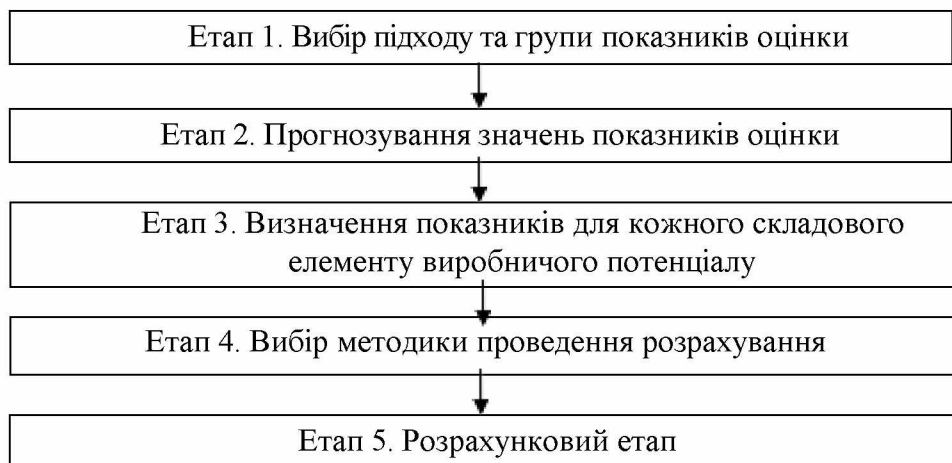 Етап 1. Вибір підходу та групи показників оцінки
Етап 2. Прогнозування значень показників оцінки
Етап 3. Визначення показників для кожного складового
елементу виробничого потенціалу
Етап 4. Вибір методики проведення розрахування
Етап 5. Розрахунковий етап